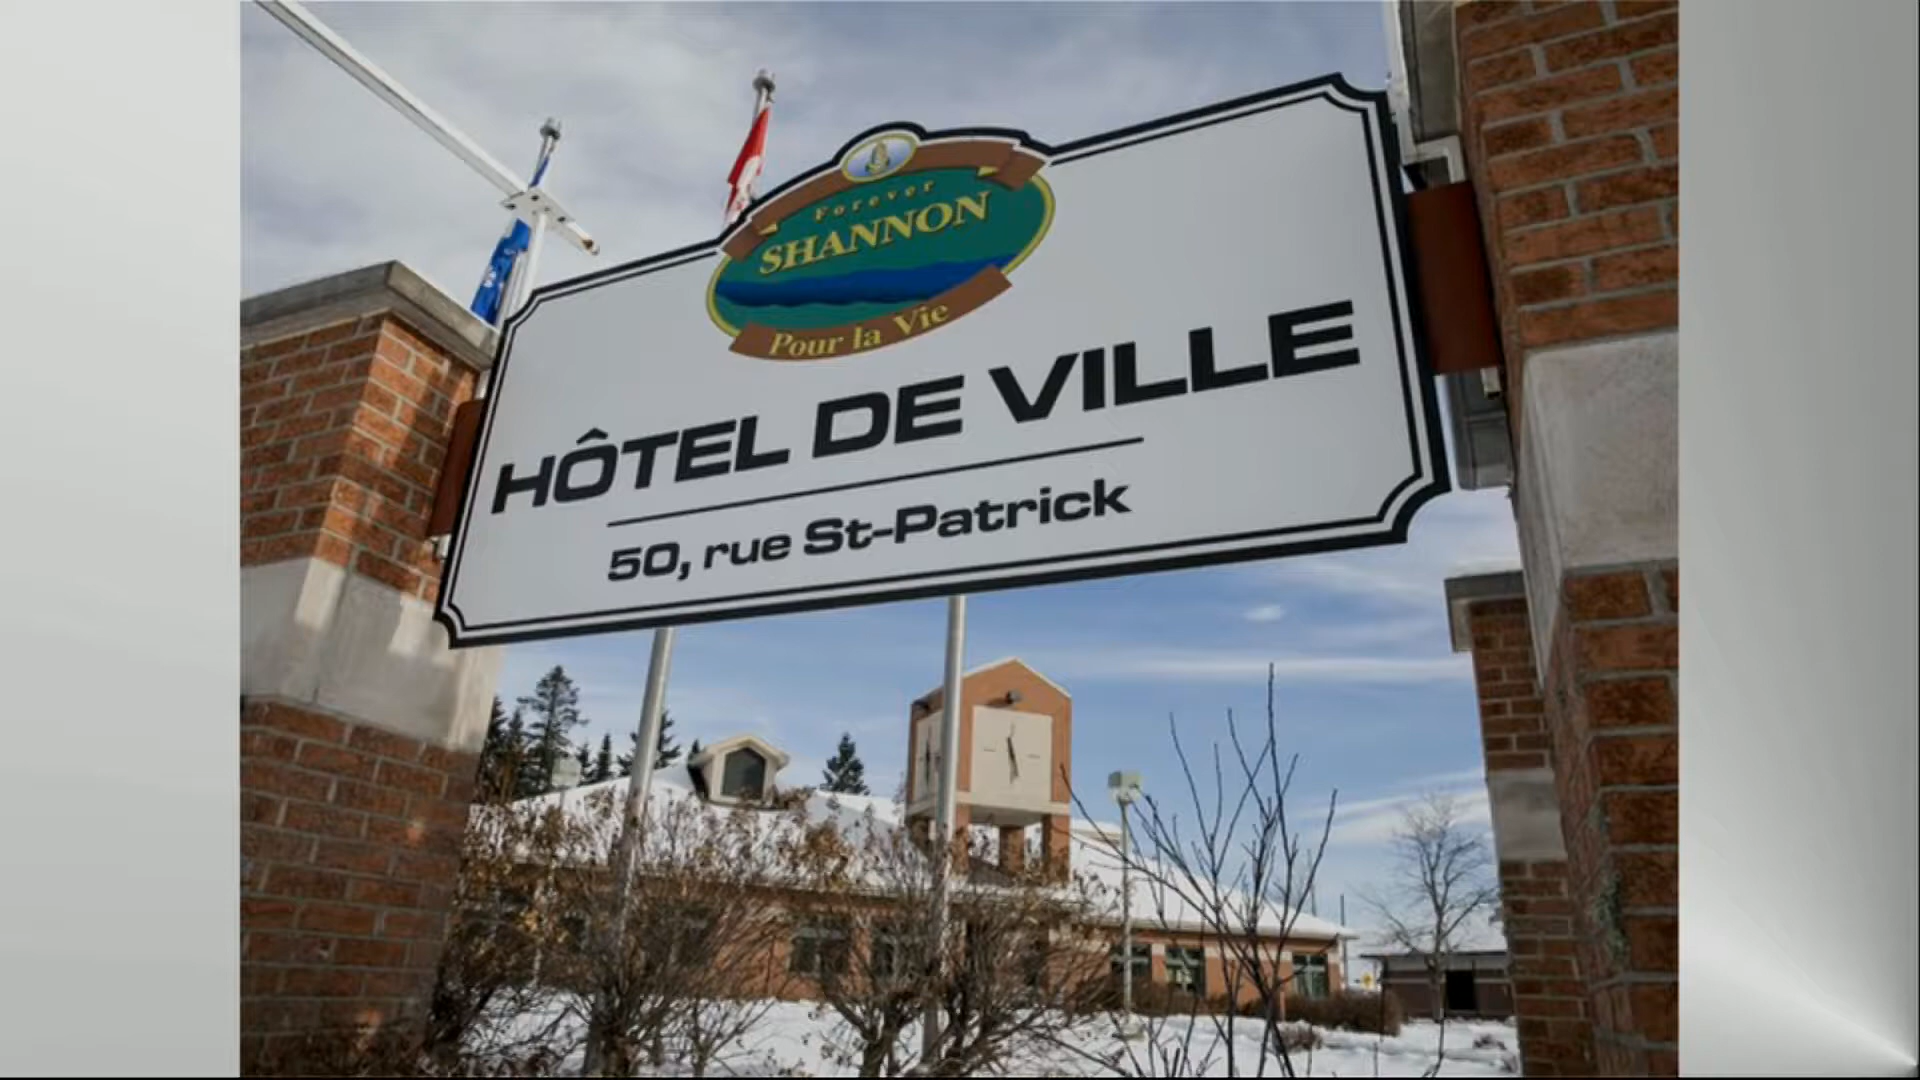 Forever
SHANNON
Pour la Vie
HÔTEL DE VILLE
50, rue St-Patrick